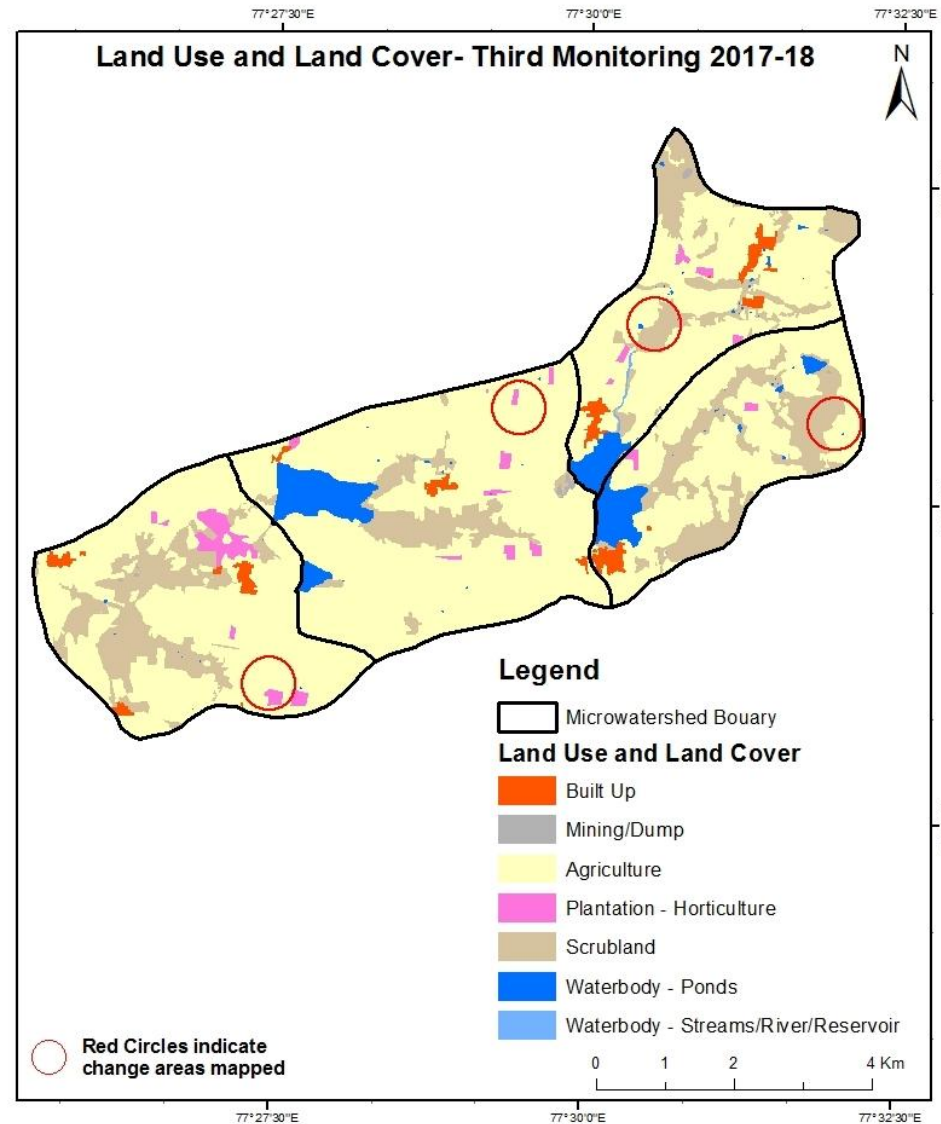 77°27'30"E
77°30'0"E
77°32'30"E
Land Use and Land Cover- Third Monitoring 2017-18
N
Legend
Microwatershed Bouary
Land Use and Land Cover
Built Up
Mining/Dump
Agriculture
Plantation - Horticulture
Scrubland
Waterbody - Ponds
Waterbody - Streams/River/Reservoir
Red Circles indicate
change areas mapped
0 1 2 4 Km
77°27'30"E
77°30'0"E
77°32'30"E